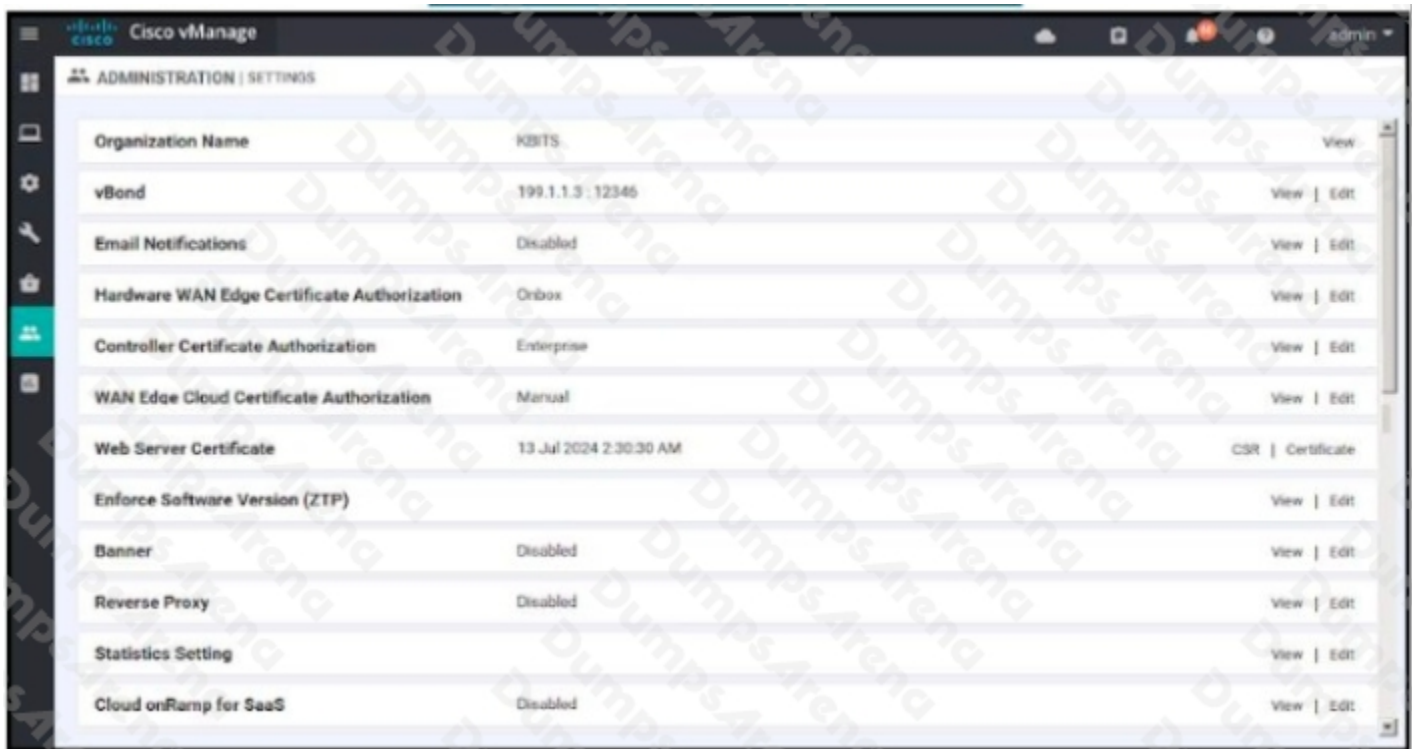 cisco Cisco vManage admin
ADMINISTRATION | SETTINGS
Organization Name KBITS View
vBond 199.1.1.3 : 12346 View | Edit
Email Notifications Disabled View | Edit
Hardware WAN Edge Certificate Authorization Onbox View | Edit
Controller Certificate Authorization Enterprise View | Edit
WAN Edge Cloud Certificate Authorization Manual View | Edit
Web Server Certificate 13 Jul 2024 2:30:30 AM CSR | Certificate
Enforce Software Version (ZTP) View | Edit
Banner Disabled View | Edit
Reverse Proxy Disabled View | Edit
Statistics Setting View | Edit
Cloud onRamp for SaaS Disabled View | Edit
DumpsArena